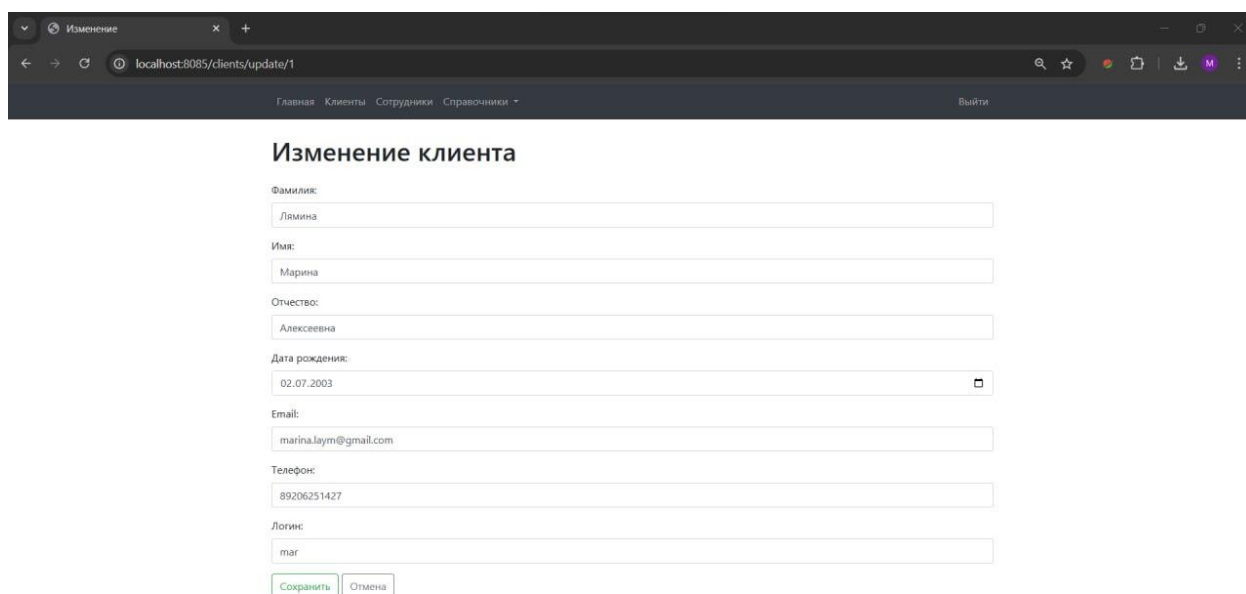 Изменение
localhost:8085/clients/update/1
M
Главная Клиенты Сотрудники Справочники Выйти
Изменение клиента
Фамилия:
Лямина
Имя:
Марина
Отчество:
Алексеевна
Дата рождения:
02.07.2003
Email:
marina.laym@gmail.com
Телефон:
89206251427
Логин:
mar
Сохранить Отмена